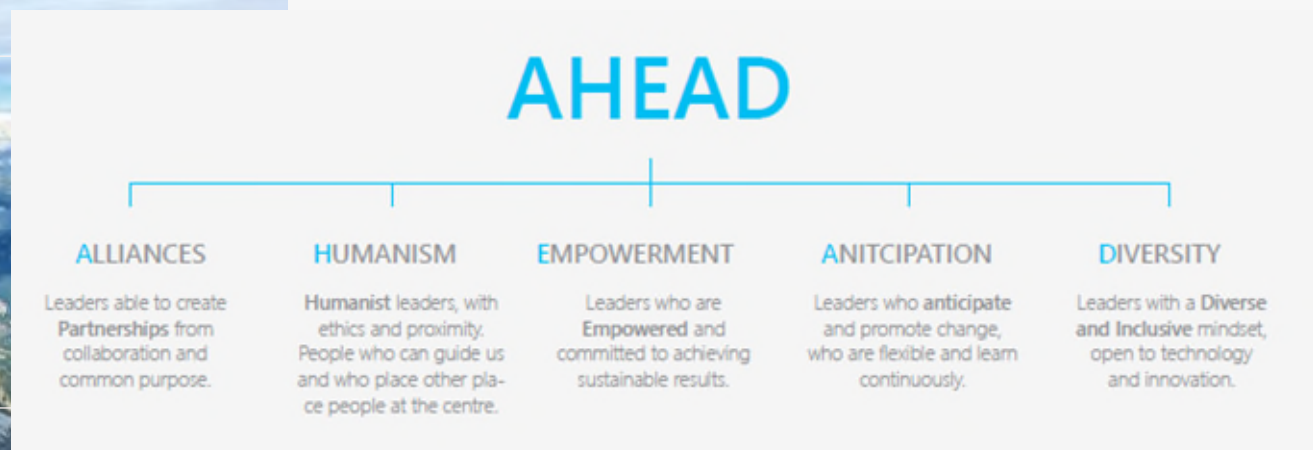 AHEAD
ALLIANCES
Leaders able to create
Partnerships from
collaboration and
common purpose.
HUMANISM
Humanist leaders, with
ethics and proximity.
People who can guide us
and who place other pla-
ce people at the centre.
EMPOWERMENT
Leaders who are
Empowered and
committed to achieving
sustainable results.
ANITCIPATION
Leaders who anticipate
and promote change,
who are flexible and learn
continuously.
DIVERSITY
Leaders with a Diverse
and Inclusive mindset,
open to technology
and innovation.